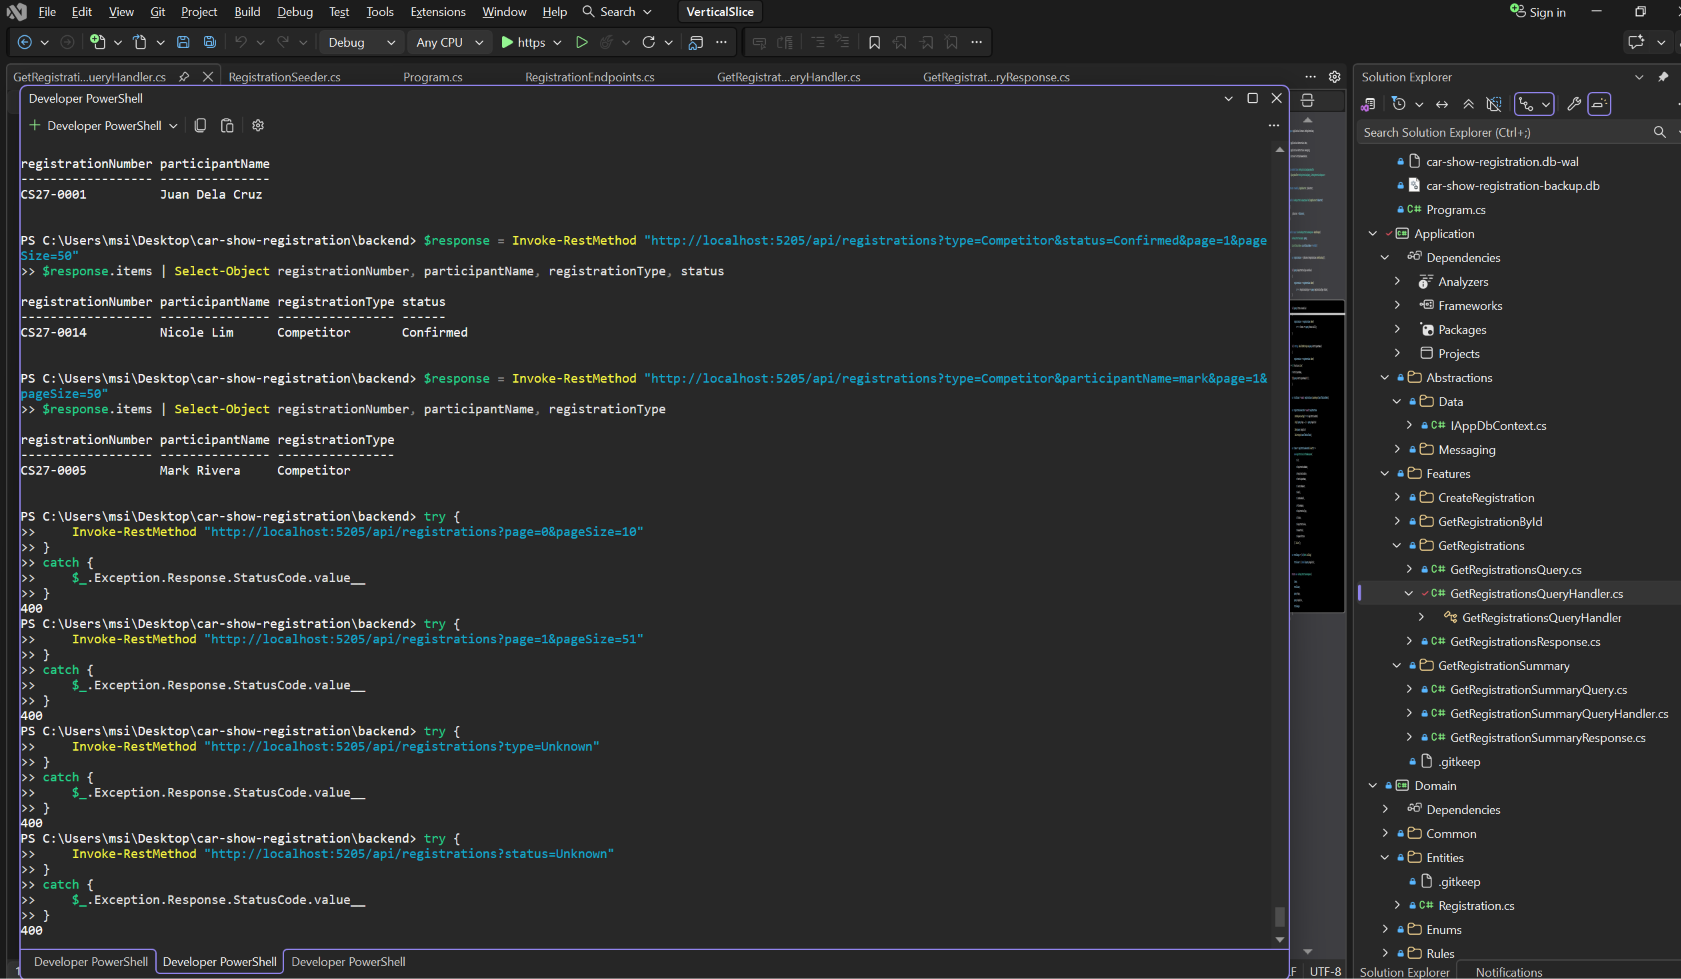 File Edit View Git Project Build Debug Test Tools Extensions Window Help Search VerticalSlice Sign in
Debug Any CPU https
GetRegistrati...ueryHandler.cs RegistrationSeeder.cs Program.cs RegistrationEndpoints.cs GetRegistrat...eryHandler.cs GetRegistrat...ryResponse.cs
Developer PowerShell
+ Developer PowerShell
registrationNumber participantName
------------------ ---------------
CS27-0001 Juan Dela Cruz
PS C:\Users\msi\Desktop\car-show-registration\backend> $response = Invoke-RestMethod "http://localhost:5205/api/registrations?type=Competitor&status=Confirmed&page=1&page
Size=50"
>> $response.items | Select-Object registrationNumber, participantName, registrationType, status
registrationNumber participantName registrationType status
------------------ --------------- ---------------- ------
CS27-0014 Nicole Lim Competitor Confirmed
PS C:\Users\msi\Desktop\car-show-registration\backend> $response = Invoke-RestMethod "http://localhost:5205/api/registrations?type=Competitor&participantName=mark&page=1&
pageSize=50"
>> $response.items | Select-Object registrationNumber, participantName, registrationType
registrationNumber participantName registrationType
------------------ --------------- ----------------
CS27-0005 Mark Rivera Competitor
PS C:\Users\msi\Desktop\car-show-registration\backend> try {
>> Invoke-RestMethod "http://localhost:5205/api/registrations?page=0&pageSize=10"
>> }
>> catch {
>> $_.Exception.Response.StatusCode.value__
>> }
400
PS C:\Users\msi\Desktop\car-show-registration\backend> try {
>> Invoke-RestMethod "http://localhost:5205/api/registrations?page=1&pageSize=51"
>> }
>> catch {
>> $_.Exception.Response.StatusCode.value__
>> }
400
PS C:\Users\msi\Desktop\car-show-registration\backend> try {
>> Invoke-RestMethod "http://localhost:5205/api/registrations?type=Unknown"
>> }
>> catch {
>> $_.Exception.Response.StatusCode.value__
>> }
400
PS C:\Users\msi\Desktop\car-show-registration\backend> try {
>> Invoke-RestMethod "http://localhost:5205/api/registrations?status=Unknown"
>> }
>> catch {
>> $_.Exception.Response.StatusCode.value__
>> }
400
Developer PowerShell Developer PowerShell Developer PowerShell
UTF-8
Solution Explorer
Search Solution Explorer (Ctrl+;)
car-show-registration.db-wal
car-show-registration-backup.db
C# Program.cs
Application
Dependencies
Analyzers
Frameworks
Packages
Projects
Abstractions
Data
C# IAppDbContext.cs
Messaging
Features
CreateRegistration
GetRegistrationById
GetRegistrations
C# GetRegistrationsQuery.cs
C# GetRegistrationsQueryHandler.cs
GetRegistrationsQueryHandler
C# GetRegistrationsResponse.cs
GetRegistrationSummary
C# GetRegistrationSummaryQuery.cs
C# GetRegistrationSummaryQueryHandler.cs
C# GetRegistrationSummaryResponse.cs
.gitkeep
Domain
Dependencies
Common
Entities
.gitkeep
C# Registration.cs
Enums
Rules
Solution Explorer Notifications